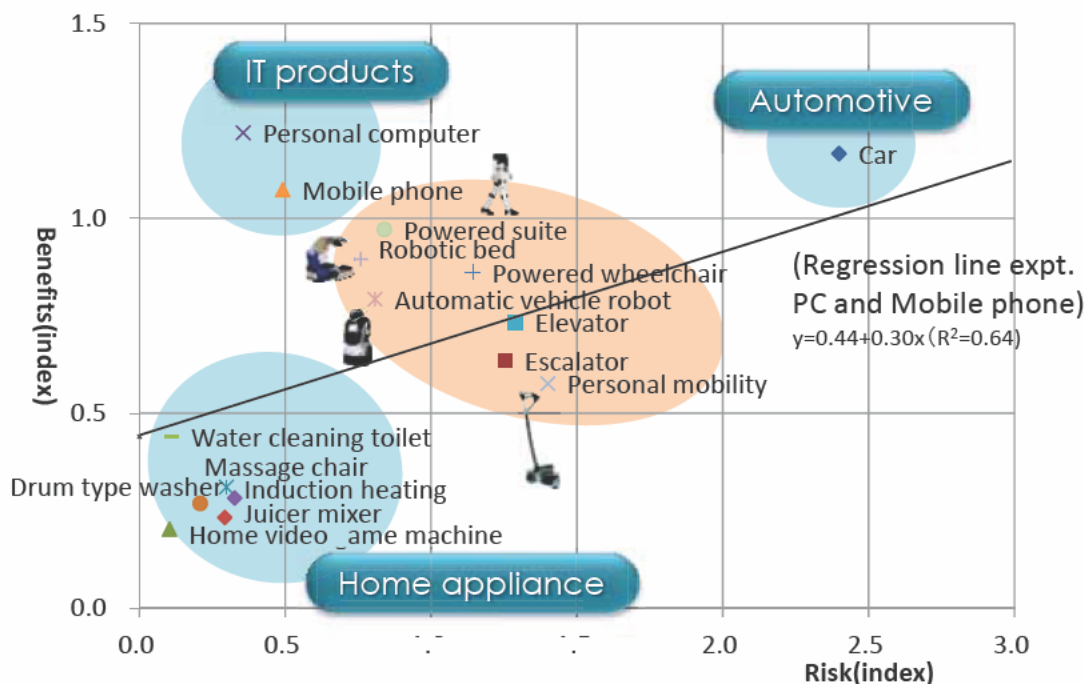 1.5
IT products
Automotive
Personal computer
Car
Mobile phone
1.0
Powered suite
Robotic bed
Powered wheelchair
(Regression line expt.
PC and Mobile phone)
y=0.44+0.30x(R²=0.64)
Automatic vehicle robot
Elevator
Escalator
Personal mobility
Benefits(index)
0.5
Water cleaning toilet
Massage chair
Drum type washer
Induction heating
Juicer mixer
Home video game machine
Home appliance
0.0
0.0 0.5 2.0 2.5 3.0
Risk(index)